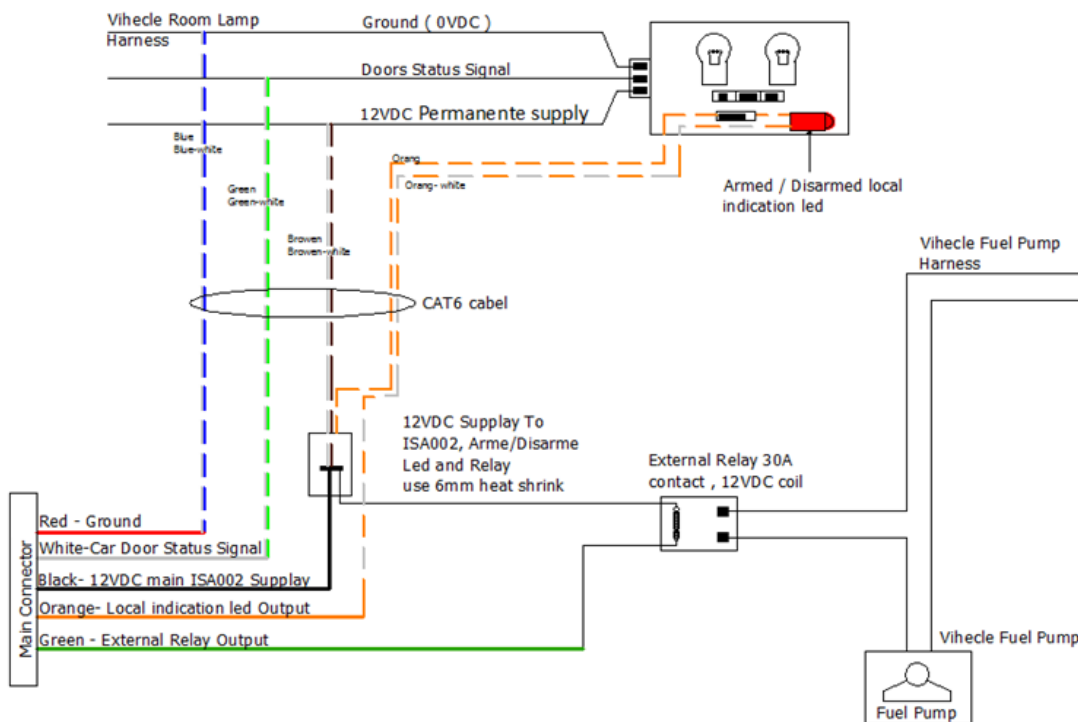 Vihecle Room Lamp
Harness
Ground ( 0VDC )
Doors Status Signal
12VDC Permanente supply
Blue
Blue-white
Orang
Orang- white
Green
Green-white
Armed / Disarmed local
indication led
Browen
Browen-white
Vihecle Fuel Pump
Harness
CAT6 cabel
12VDC Supplay To
ISA002, Arme/Disarme
Led and Relay
use 6mm heat shrink
External Relay 30A
contact , 12VDC coil
Main Connector
Red - Ground
White-Car Door Status Signal
Black- 12VDC main ISA002 Supplay
Orange- Local indication led Output
Green - External Relay Output
Vihecle Fuel Pump
Fuel Pump